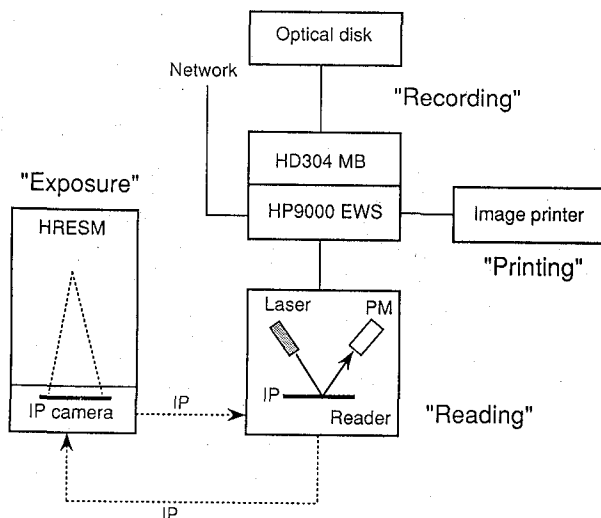 Optical disk
Network
"Recording"
HD304 MB
"Exposure"
HP9000 EWS
Image printer
HRESM
"Printing"
Laser
PM
IP
IP camera
IP
Reader
"Reading"
IP